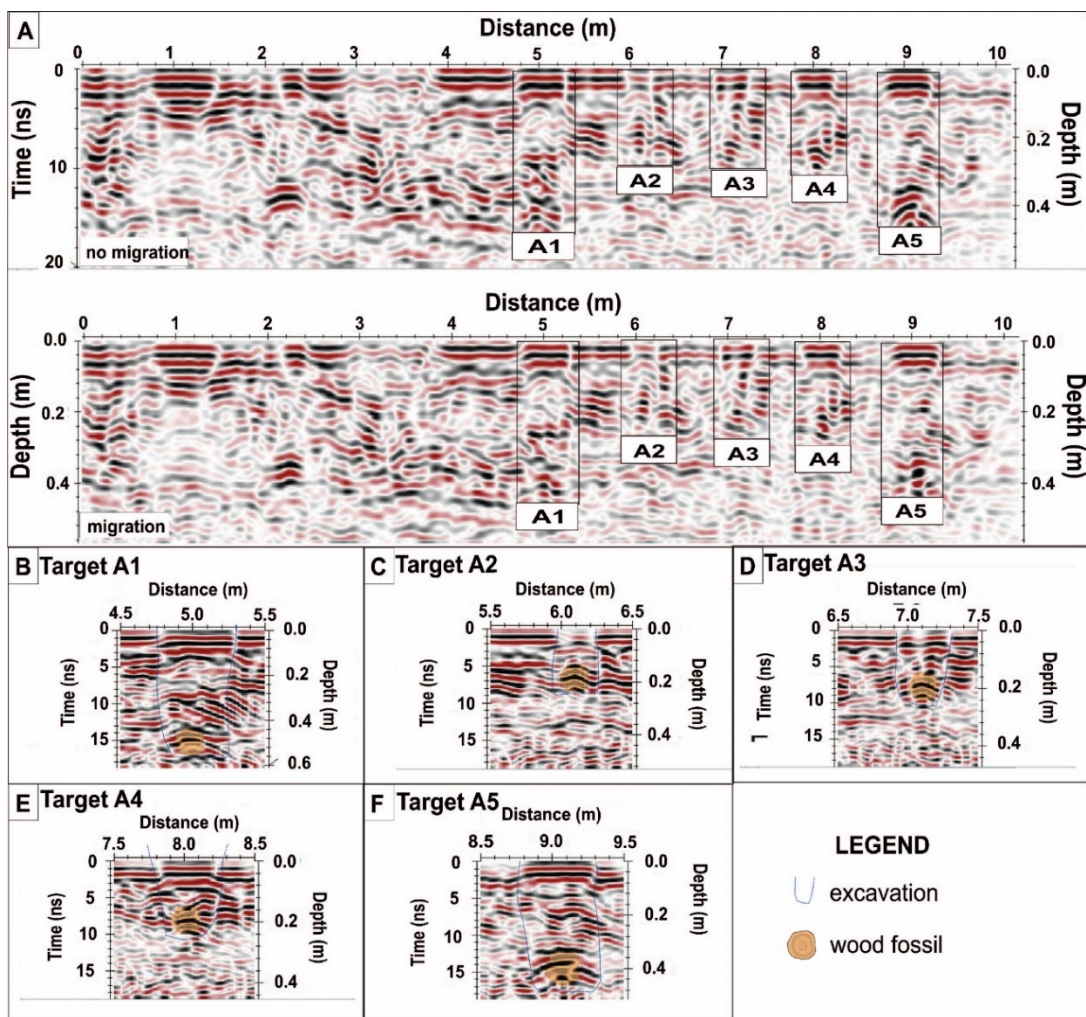 A
Distance (m)
0 1 2 3 4 5 6 7 8 9 10
Time (ns)
0
10
20
Depth (m)
0.0
0.2
0.4
A1
A2
A3
A4
A5
no migration
Distance (m)
0 1 2 3 4 5 6 7 8 9 10
Depth (m)
0.0
0.2
0.4
Depth (m)
0.0
0.2
0.4
A1
A2
A3
A4
A5
migration
B Target A1
Distance (m)
4.5 5.0 5.5
Time (ns)
0
5
10
15
Depth (m)
0.0
0.2
0.4
0.6
C Target A2
Distance (m)
5.5 6.0 6.5
Time (ns)
0
5
10
15
Depth (m)
0.0
0.2
0.4
D Target A3
Distance (m)
6.5 7.0 7.5
Time (ns)
0
5
10
15
Depth (m)
0.0
0.2
0.4
E Target A4
Distance (m)
7.5 8.0 8.5
Time (ns)
0
5
10
15
Depth (m)
0.0
0.2
0.4
F Target A5
Distance (m)
8.5 9.0 9.5
Time (ns)
0
5
10
15
Depth (m)
0.0
0.2
0.4
LEGEND
excavation
wood fossil